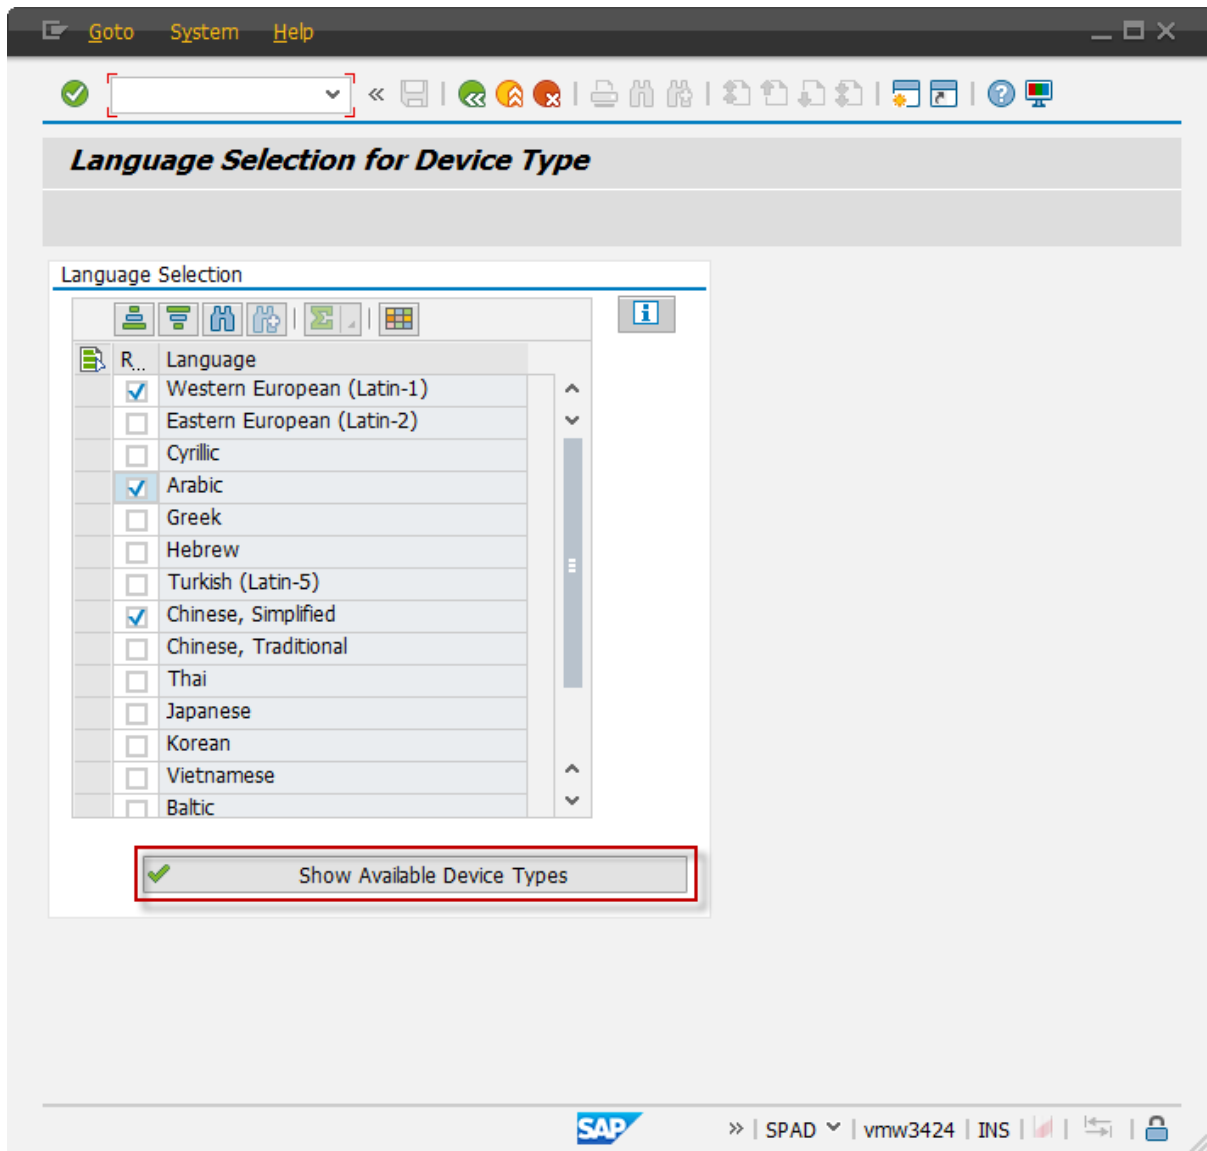 Goto System Help
Language Selection for Device Type
Language Selection
R... Language
Western European (Latin-1)
Eastern European (Latin-2)
Cyrillic
Arabic
Greek
Hebrew
Turkish (Latin-5)
Chinese, Simplified
Chinese, Traditional
Thai
Japanese
Korean
Vietnamese
Baltic
Show Available Device Types
SAP » | SPAD | vmw3424 | INS